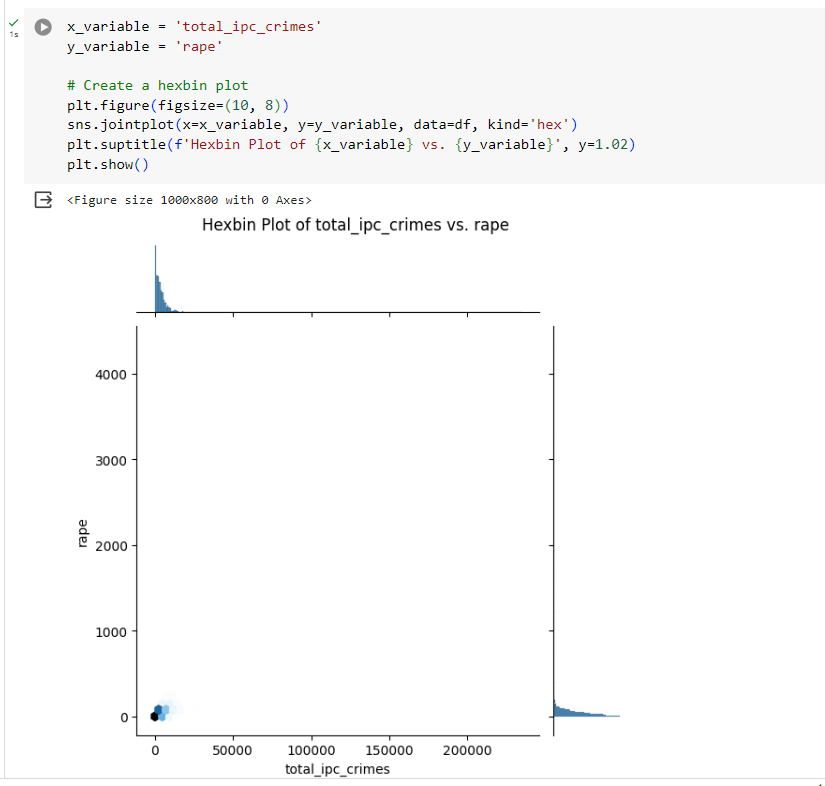 x_variable = 'total_ipc_crimes'
1s
y_variable = 'rape'
# Create a hexbin plot
plt.figure(figsize=(10, 8))
sns.jointplot(x=x_variable, y=y_variable, data=df, kind='hex')
plt.suptitle(f'Hexbin Plot of {x_variable} vs. {y_variable}', y=1.02)
plt.show()
<Figure size 1000x800 with 0 Axes>
Hexbin Plot of total_ipc_crimes vs. rape
4000
3000
rape
2000
1000
0
0 50000 100000 150000 200000
total_ipc_crimes